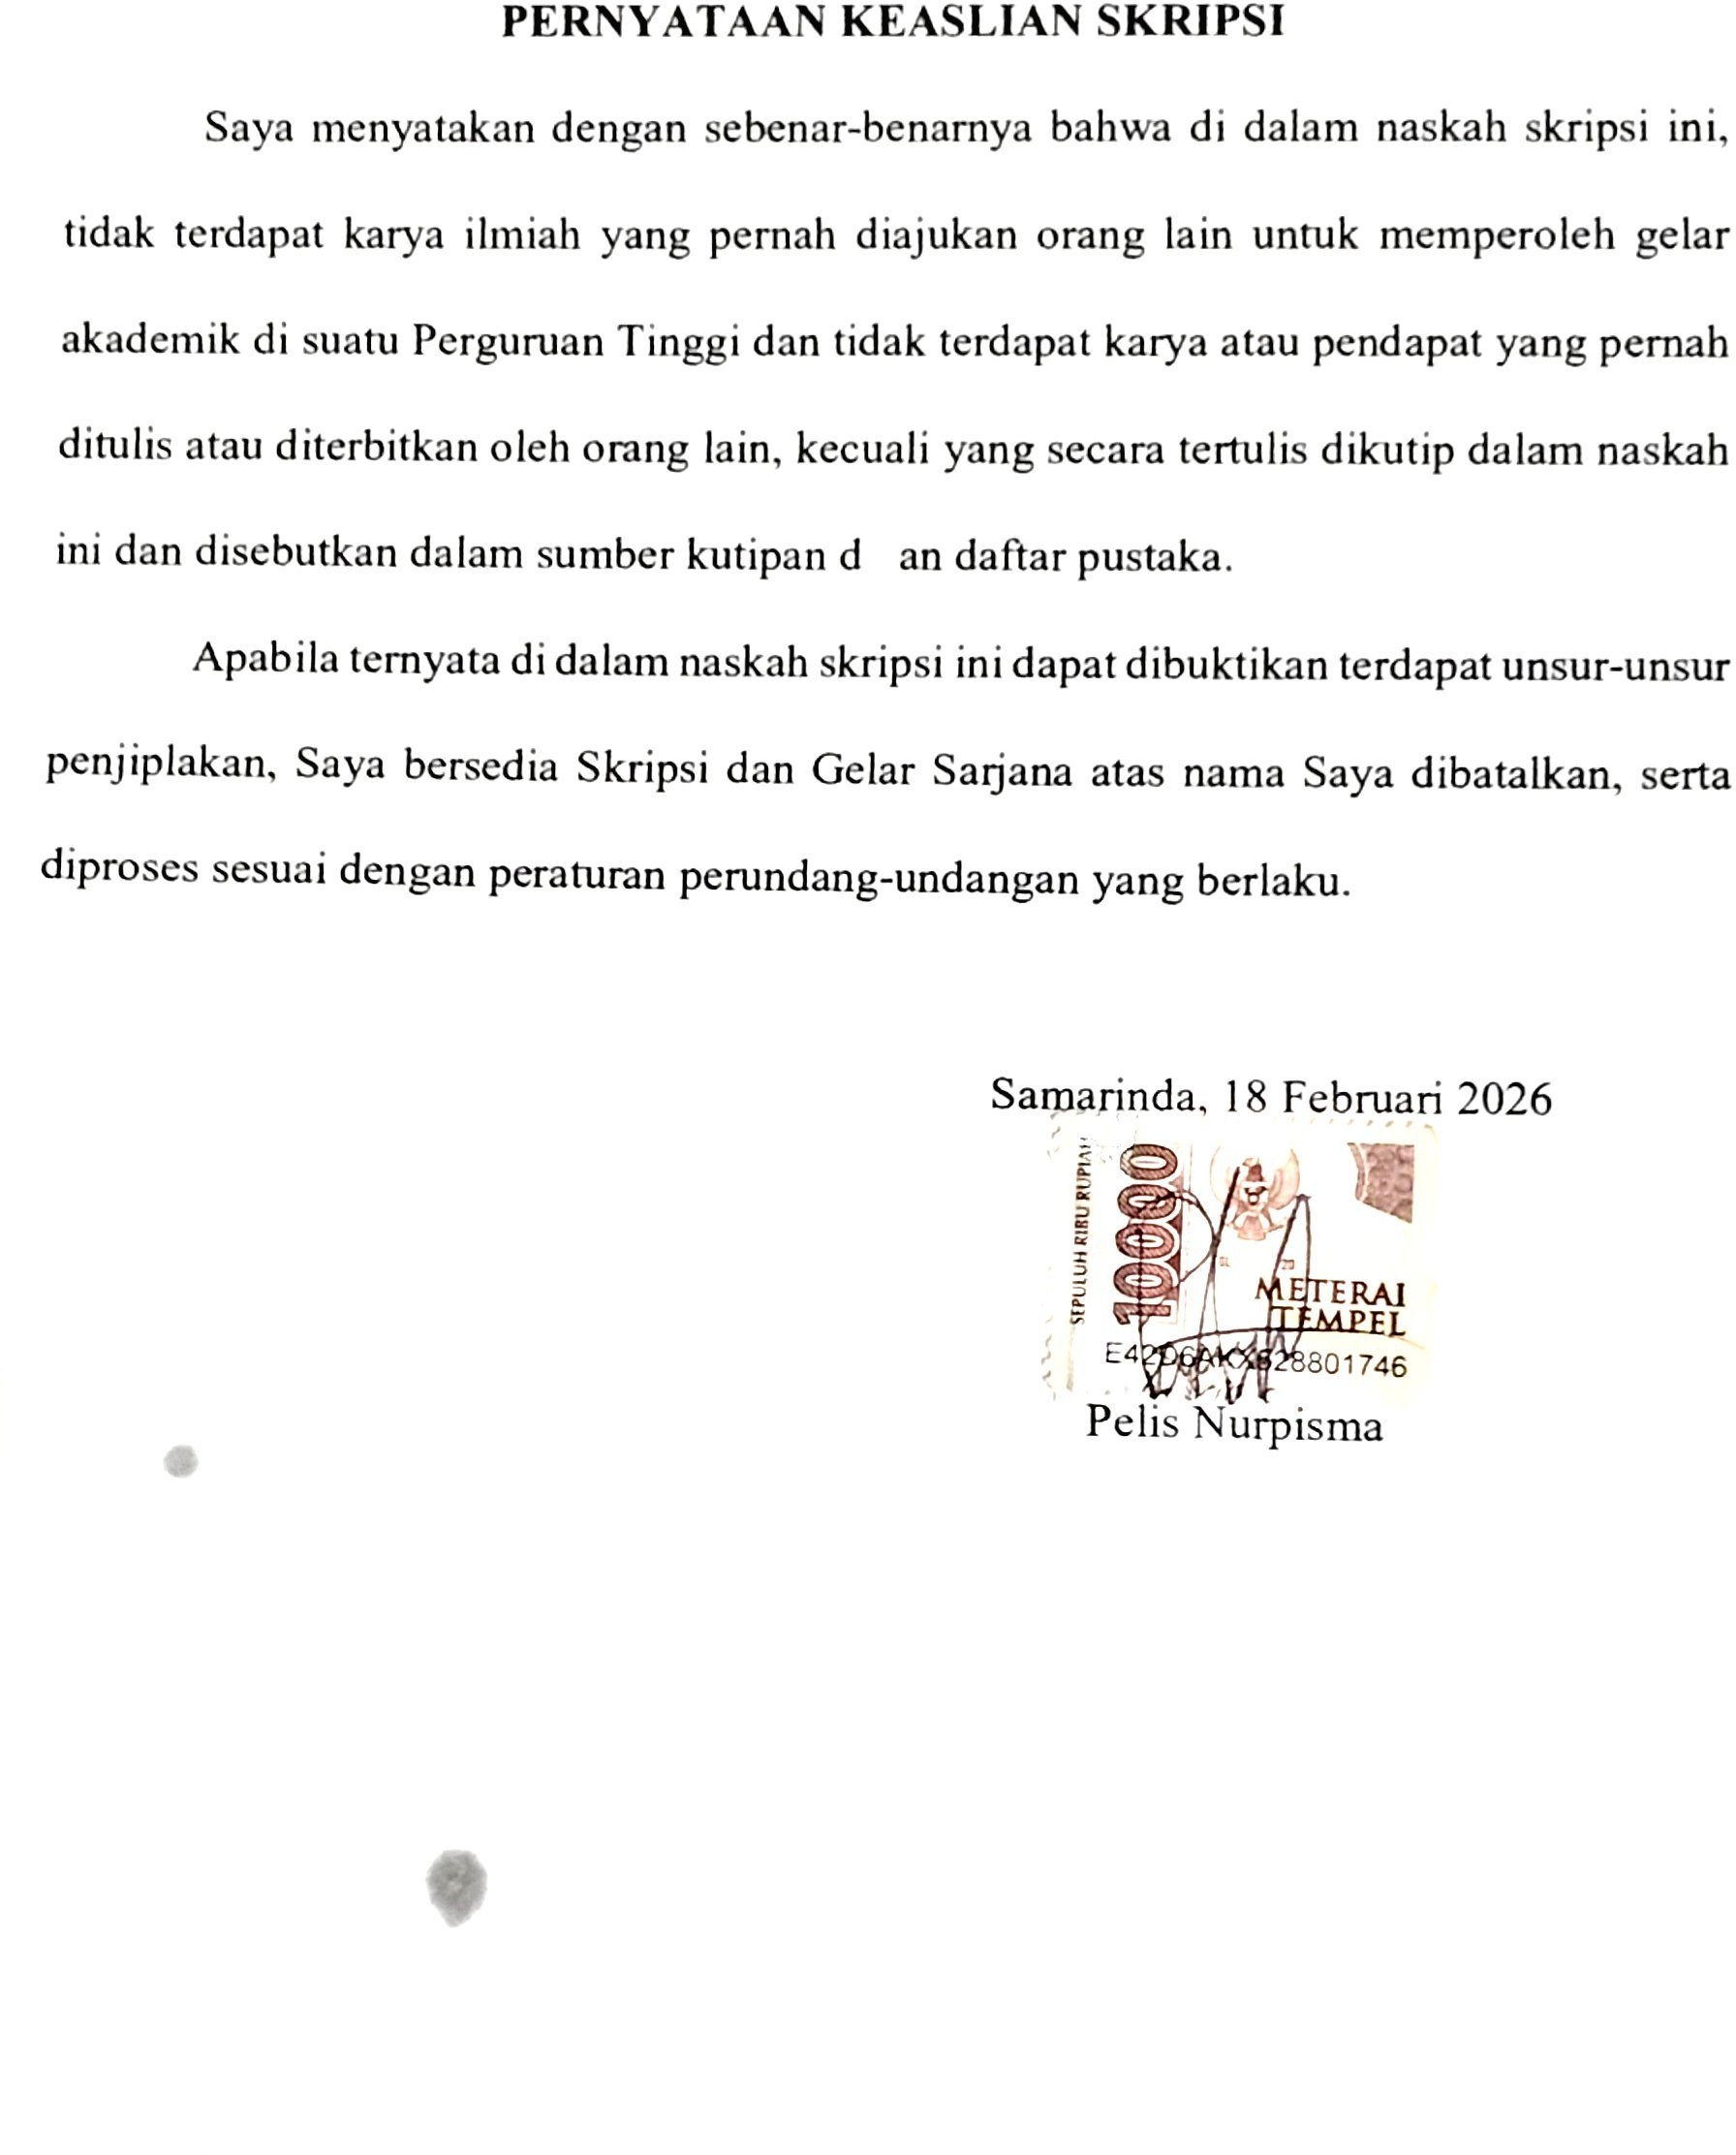 PERNYATAAN KEASLIAN SKRIPSI
Saya menyatakan dengan sebenar-benarnya bahwa di dalam naskah skripsi ini,
tidak terdapat karya ilmiah yang pernah diajukan orang lain untuk memperoleh gelar
akademik di suatu Perguruan Tinggi dan tidak terdapat karya atau pendapat yang pernah
ditulis atau diterbitkan oleh orang lain, kecuali yang secara tertulis dikutip dalam naskah
ini dan disebutkan dalam sumber kutipan d an daftar pustaka.
Apabila ternyata di dalam naskah skripsi ini dapat dibuktikan terdapat unsur-unsur
penjiplakan, Saya bersedia Skripsi dan Gelar Sarjana atas nama Saya dibatalkan, serta
diproses sesuai dengan peraturan perundang-undangan yang berlaku.
Samarinda, 18 Februari 2026
SEPULUH RIBU RUPIAH
10000
METERAI
TEMPEL
Pelis Nurpisma